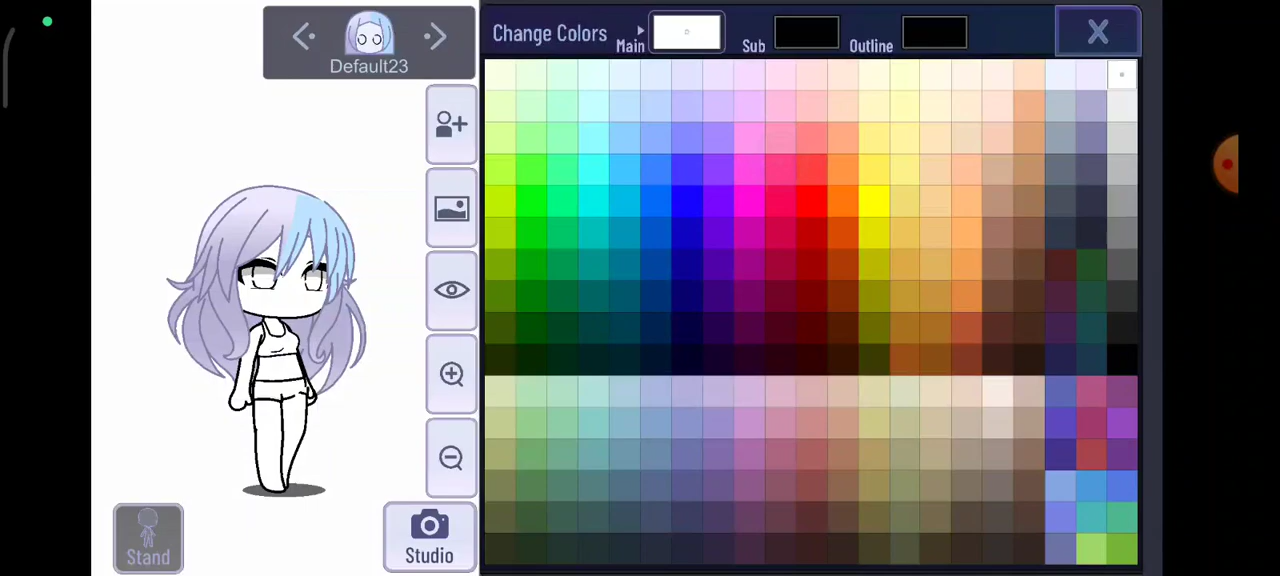 Default23
Change Colors
Main
Sub
Outline
X
Stand
Studio